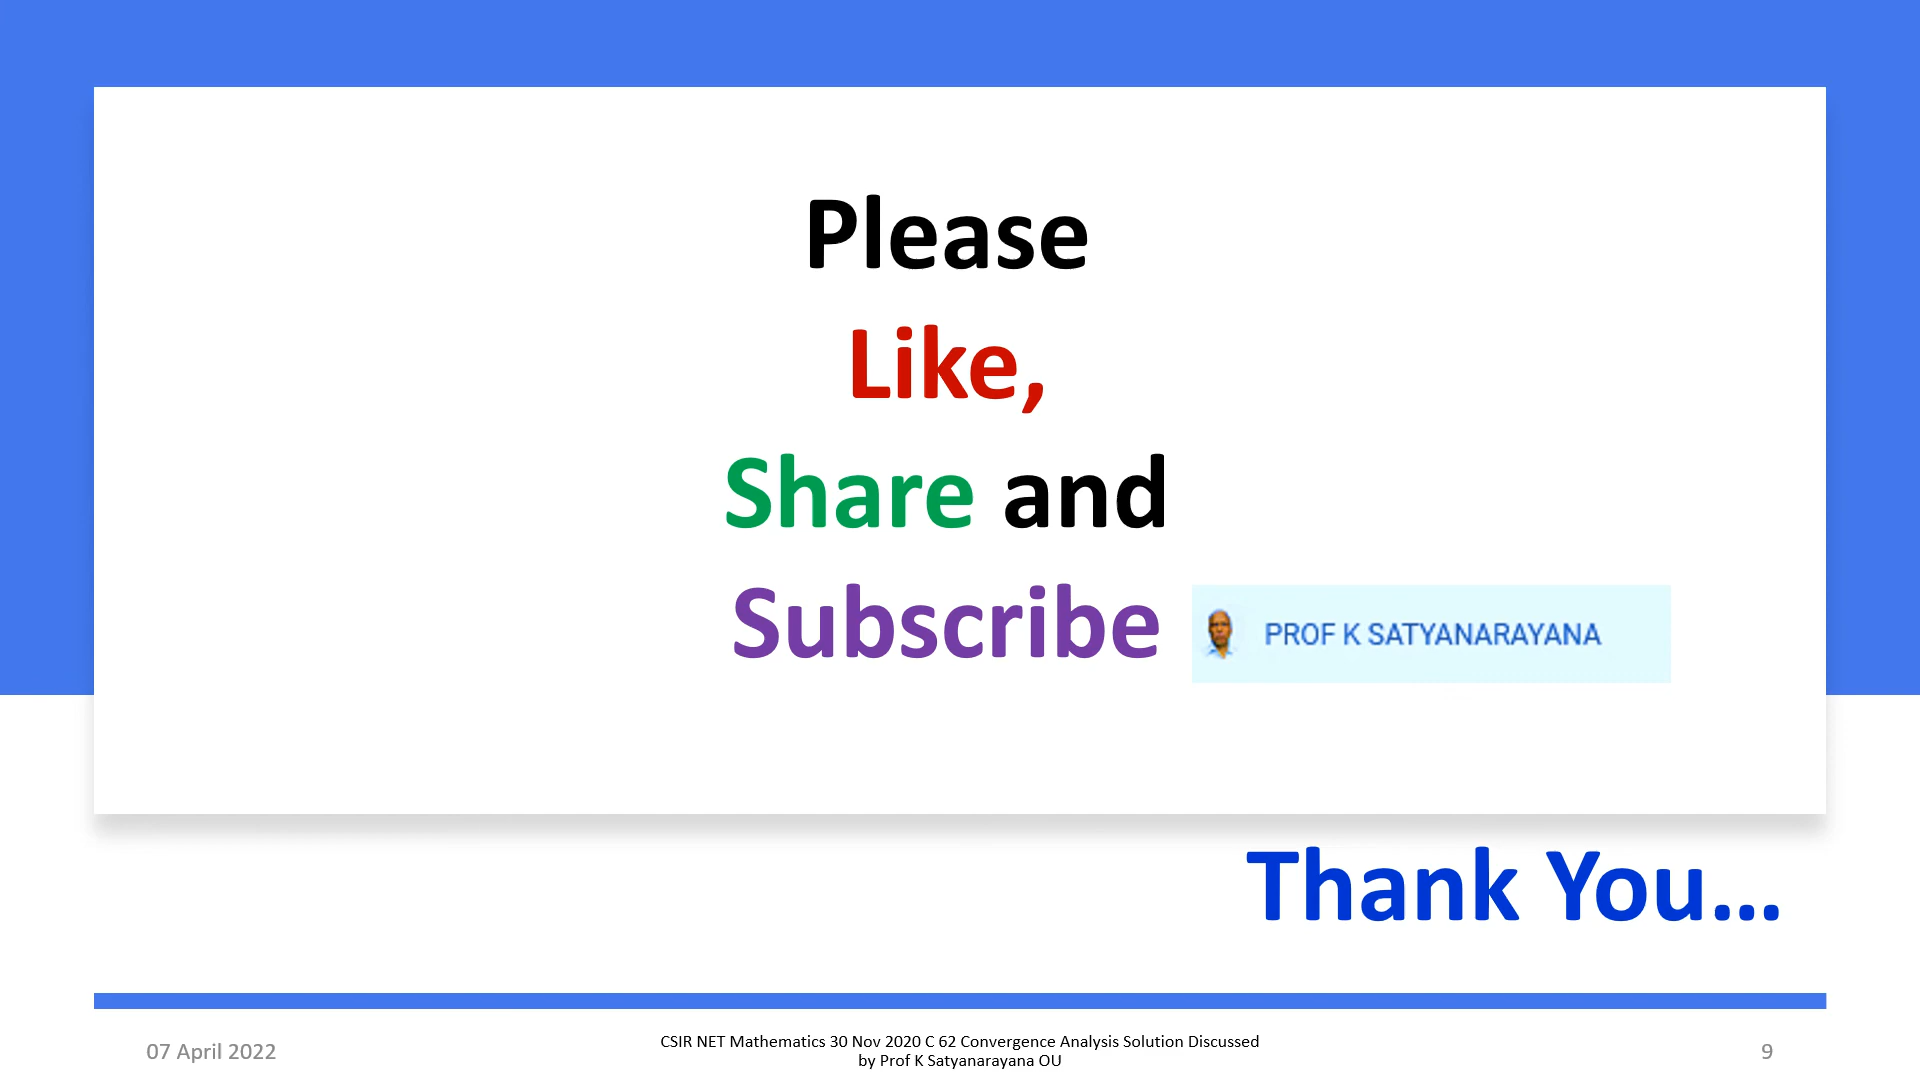 Please
Like,
Share and
Subscribe PROF K SATYANARAYANA
Thank You...
07 April 2022
CSIR NET Mathematics 30 Nov 2020 C 62 Convergence Analysis Solution Discussed
by Prof K Satyanarayana OU
9